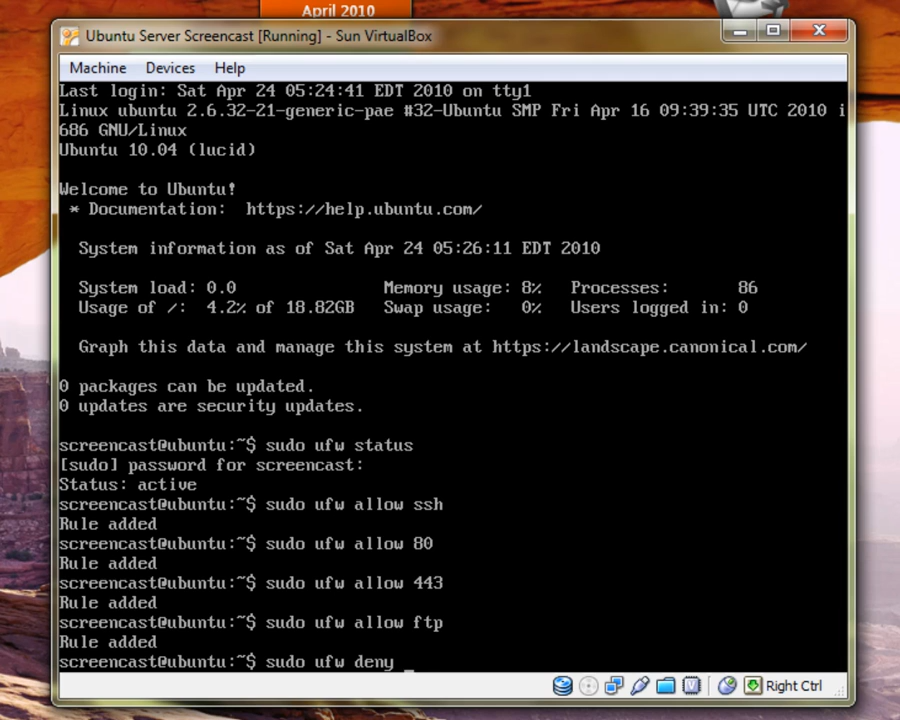 April 2010
Ubuntu Server Screencast [Running] - Sun VirtualBox
Machine Devices Help
Last login: Sat Apr 24 05:24:41 EDT 2010 on tty1
Linux ubuntu 2.6.32-21-generic-pae #32-Ubuntu SMP Fri Apr 16 09:39:35 UTC 2010 i
686 GNU/Linux
Ubuntu 10.04 (lucid)
Welcome to Ubuntu!
* Documentation: https://help.ubuntu.com/
System information as of Sat Apr 24 05:26:11 EDT 2010
System load: 0.0 Memory usage: 8% Processes: 86
Usage of /: 4.2% of 18.82GB Swap usage: 0% Users logged in: 0
Graph this data and manage this system at https://landscape.canonical.com/
0 packages can be updated.
0 updates are security updates.
screencast@ubuntu:~$ sudo ufw status
[sudo] password for screencast:
Status: active
screencast@ubuntu:~$ sudo ufw allow ssh
Rule added
screencast@ubuntu:~$ sudo ufw allow 80
Rule added
screencast@ubuntu:~$ sudo ufw allow 443
Rule added
screencast@ubuntu:~$ sudo ufw allow ftp
Rule added
screencast@ubuntu:~$ sudo ufw deny _
Right Ctrl